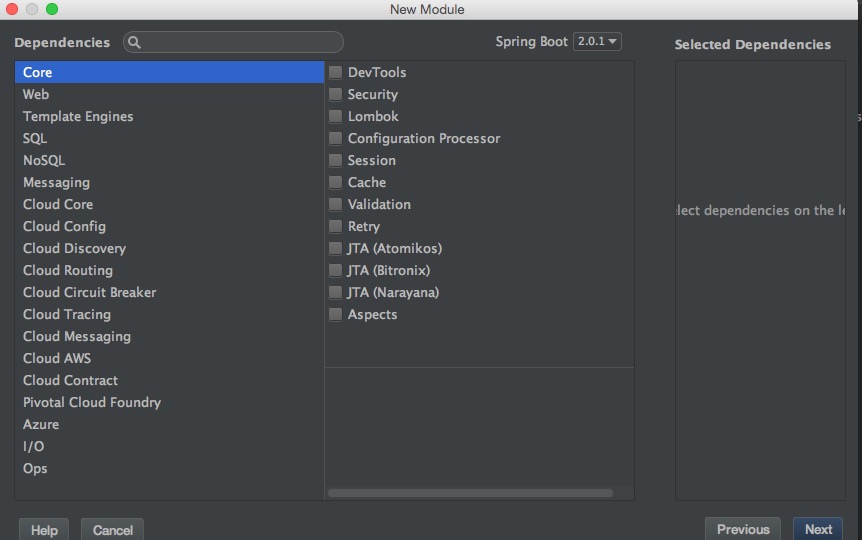 New Module
Dependencies
Spring Boot 2.0.1
Selected Dependencies
Core
Web
Template Engines
SQL
NoSQL
Messaging
Cloud Core
Cloud Config
Cloud Discovery
Cloud Routing
Cloud Circuit Breaker
Cloud Tracing
Cloud Messaging
Cloud AWS
Cloud Contract
Pivotal Cloud Foundry
Azure
I/O
Ops
DevTools
Security
Lombok
Configuration Processor
Session
Cache
Validation
Retry
JTA (Atomikos)
JTA (Bitronix)
JTA (Narayana)
Aspects
dependencies on the
Help
Cancel
Previous
Next